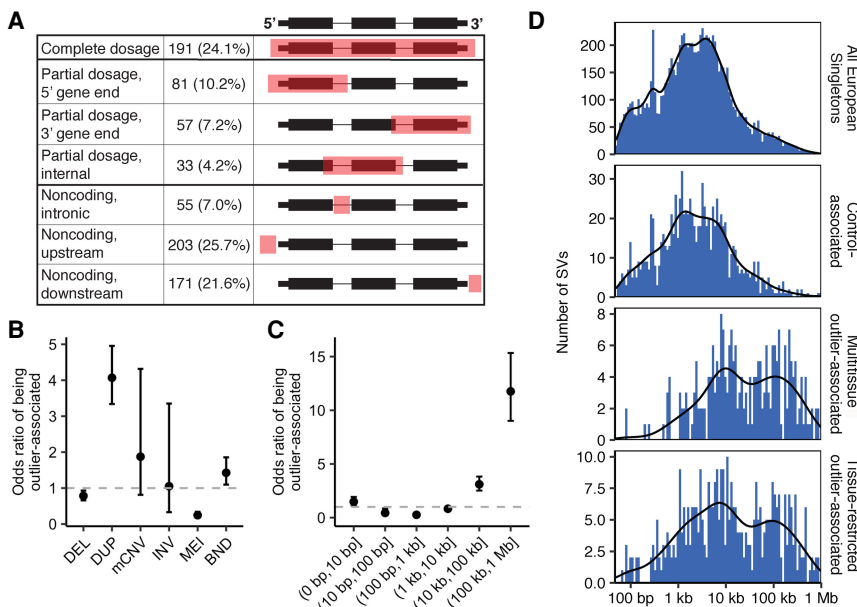 A
5’ 3’
Complete dosage 191 (24.1%)
Partial dosage,
5’ gene end
81 (10.2%)
Partial dosage,
3’ gene end
57 (7.2%)
Partial dosage,
internal
33 (4.2%)
Noncoding,
intronic
55 (7.0%)
Noncoding,
upstream
203 (25.7%)
Noncoding,
downstream
171 (21.6%)
B
Odds ratio of being
outlier-associated
5
4
3
2
1
0
DEL
DUP
mCNV
INV
MEI
BND
C
Odds ratio of being
outlier-associated
15
10
5
0
(0 bp, 10 bp]
(10 bp, 100 bp]
(100 bp, 1 kb]
(1 kb, 10 kb]
(10 kb, 100 kb]
(100 kb, 1 Mb]
D
Number of SVs
200
150
100
50
0
All European
Singletons
30
20
10
0
Control-
associated
8
6
4
2
0
Multitissue
outlier-associated
10.0
7.5
5.0
2.5
0.0
Tissue-restricted
outlier-associated
100 bp 1 kb 10 kb 100 kb 1 Mb